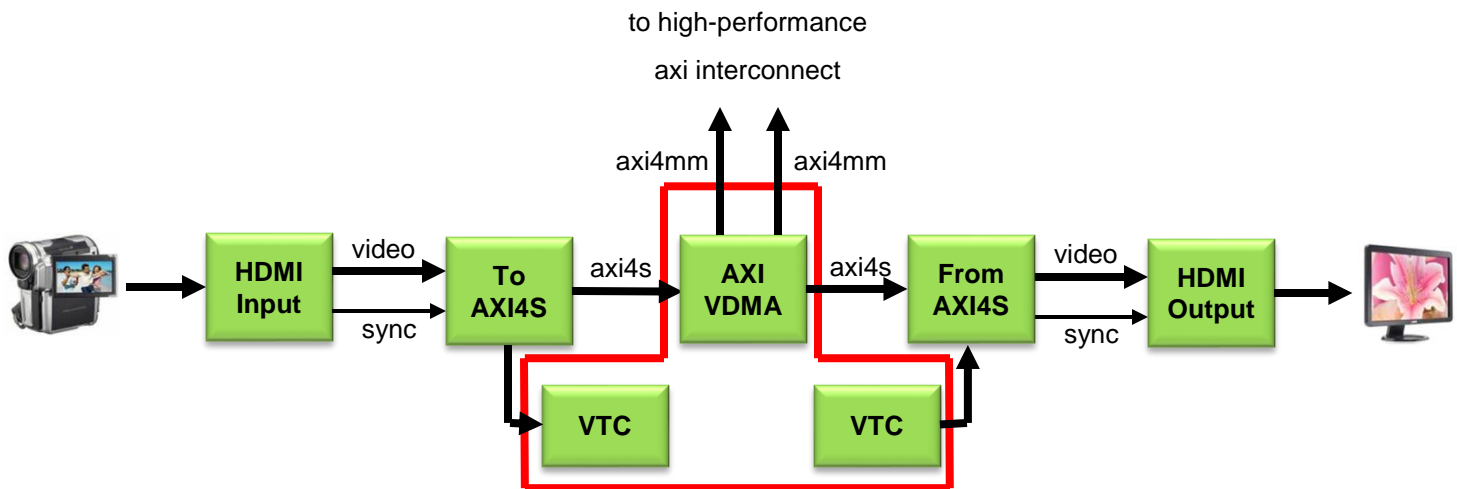 to high-performance
axi interconnect
axi4mm
axi4mm
HDMI
Input
video
sync
To
AXI4S
axi4s
AXI
VDMA
axi4s
From
AXI4S
video
sync
HDMI
Output
VTC
VTC